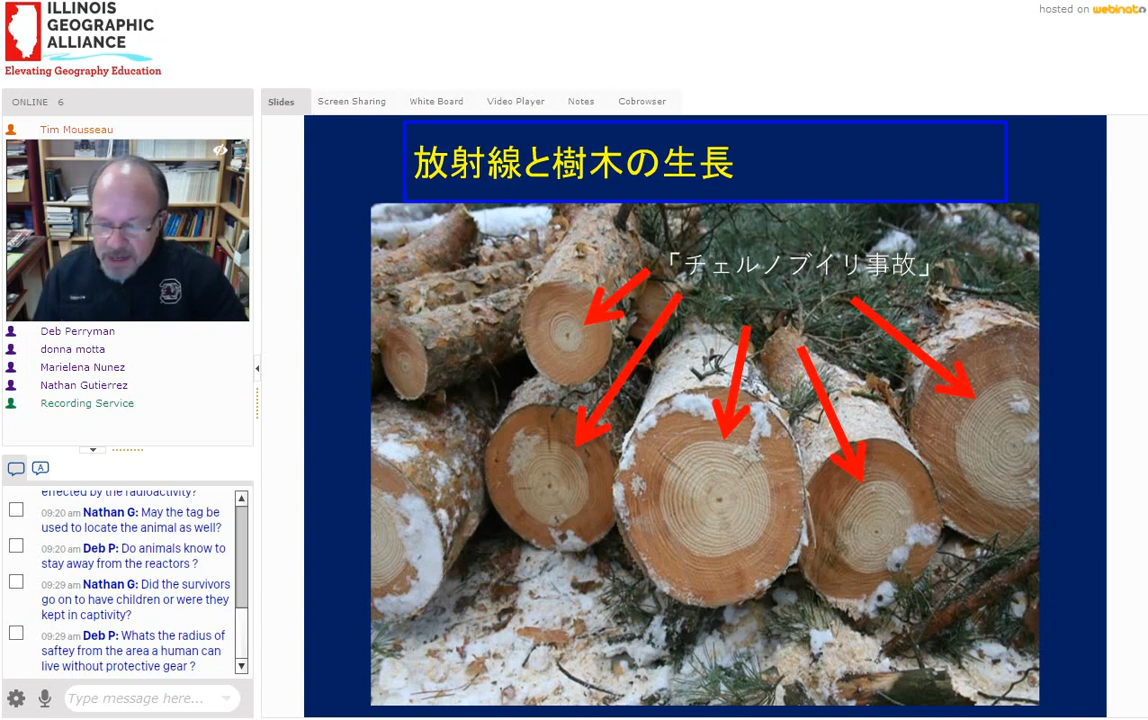 ILLINOIS
GEOGRAPHIC
ALLIANCE
Elevating Geography Education
hosted on webinato
ONLINE 6
Tim Mousseau
Deb Perryman
donna motta
Marielena Nunez
Nathan Gutierrez
Recording Service
effected by the radioactivity?
09:20 am Nathan G: May the tag be
used to locate the animal as well?
09:20 am Deb P: Do animals know to
stay away from the reactors ?
09:29 am Nathan G: Did the survivors
go on to have children or were they
kept in captivity?
09:29 am Deb P: Whats the radius of
saftey from the area a human can
live without protective gear ?
Type message here...
Slides
Screen Sharing
White Board
Video Player
Notes
Cobrowser
放射線と樹木の生長
「チェルノブイリ事故」